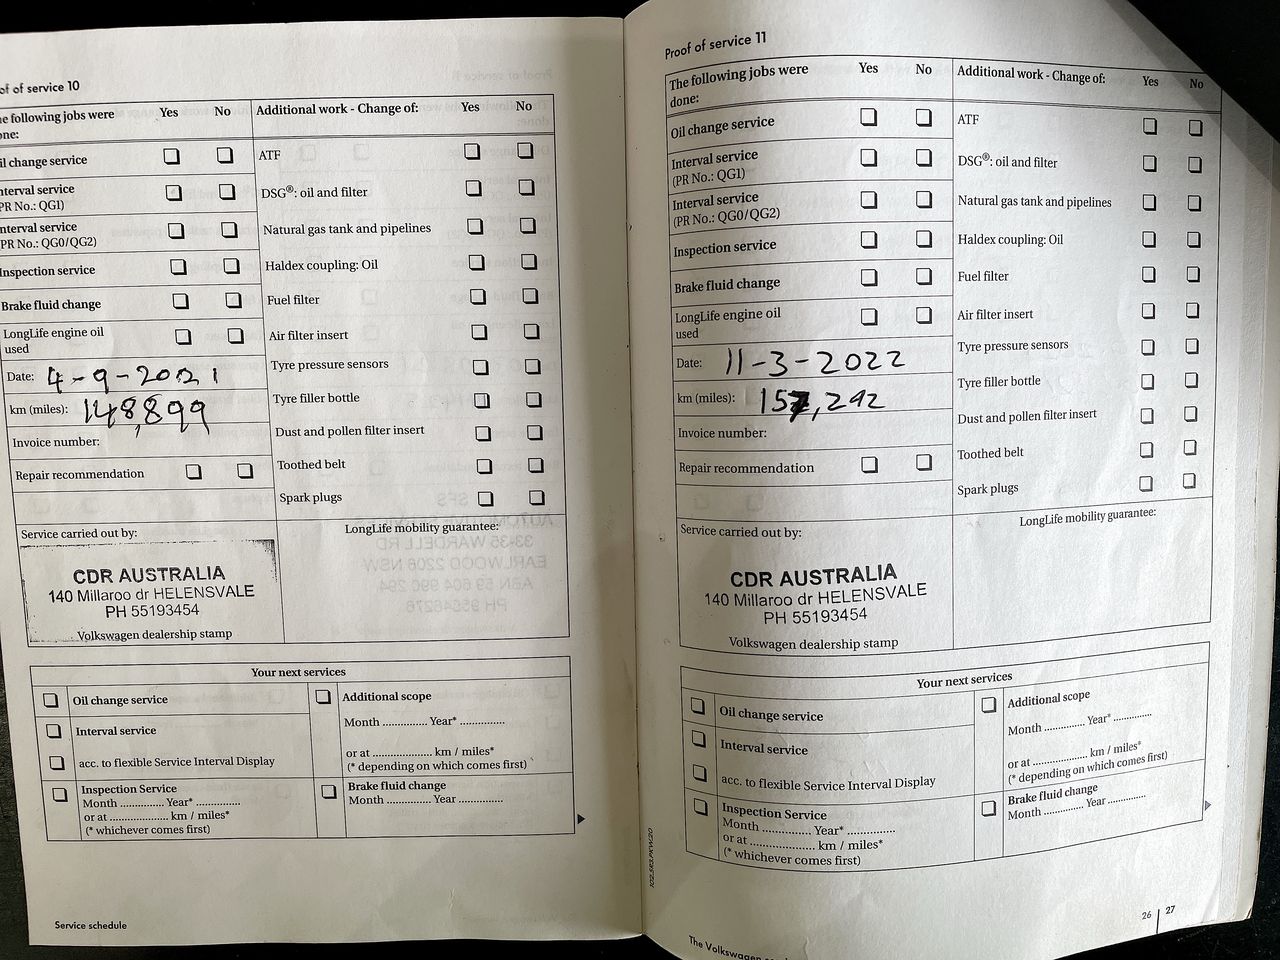 of of service 10
he following jobs were
one:
Yes
No
Additional work - Change of:
Yes
No
il change service
ATF
nterval service
PR No.: QG1)
DSG®: oil and filter
nterval service
PR No.: QG0/QG2)
Natural gas tank and pipelines
Inspection service
Haldex coupling: Oil
Brake fluid change
Fuel filter
LongLife engine oil
used
Air filter insert
Date: 4-9-2021
Tyre pressure sensors
km (miles): 148,899
Tyre filler bottle
Invoice number:
Dust and pollen filter insert
Repair recommendation
Toothed belt
Spark plugs
Service carried out by:
LongLife mobility guarantee:
CDR AUSTRALIA
140 Millaroo dr HELENSVALE
PH 55193454
Volkswagen dealership stamp
Your next services
Oil change service
Interval service
acc. to flexible Service Interval Display
Inspection Service
Month ............. Year* .............
or at ..................... km / miles*
(* whichever comes first)
Additional scope
Month ............. Year* .............
or at ..................... km / miles*
(* depending on which comes first)
Brake fluid change
Month ............. Year .............
Service schedule
Proof of service 11
The following jobs were
done:
Yes
No
Additional work - Change of:
Yes
No
Oil change service
ATF
Interval service
(PR No.: QG1)
DSG®: oil and filter
Interval service
(PR No.: QG0/QG2)
Natural gas tank and pipelines
Inspection service
Haldex coupling: Oil
Brake fluid change
Fuel filter
LongLife engine oil
used
Air filter insert
Date: 11-3-2022
Tyre pressure sensors
km (miles): 157,292
Tyre filler bottle
Invoice number:
Dust and pollen filter insert
Repair recommendation
Toothed belt
Spark plugs
Service carried out by:
LongLife mobility guarantee:
CDR AUSTRALIA
140 Millaroo dr HELENSVALE
PH 55193454
Volkswagen dealership stamp
Your next services
Oil change service
Interval service
acc. to flexible Service Interval Display
Inspection Service
Month ............. Year* .............
or at ..................... km / miles*
(* whichever comes first)
Additional scope
Month ............. Year* .............
or at ..................... km / miles*
(* depending on which comes first)
Brake fluid change
Month ............. Year .............
26 | 27
The Volkswagen